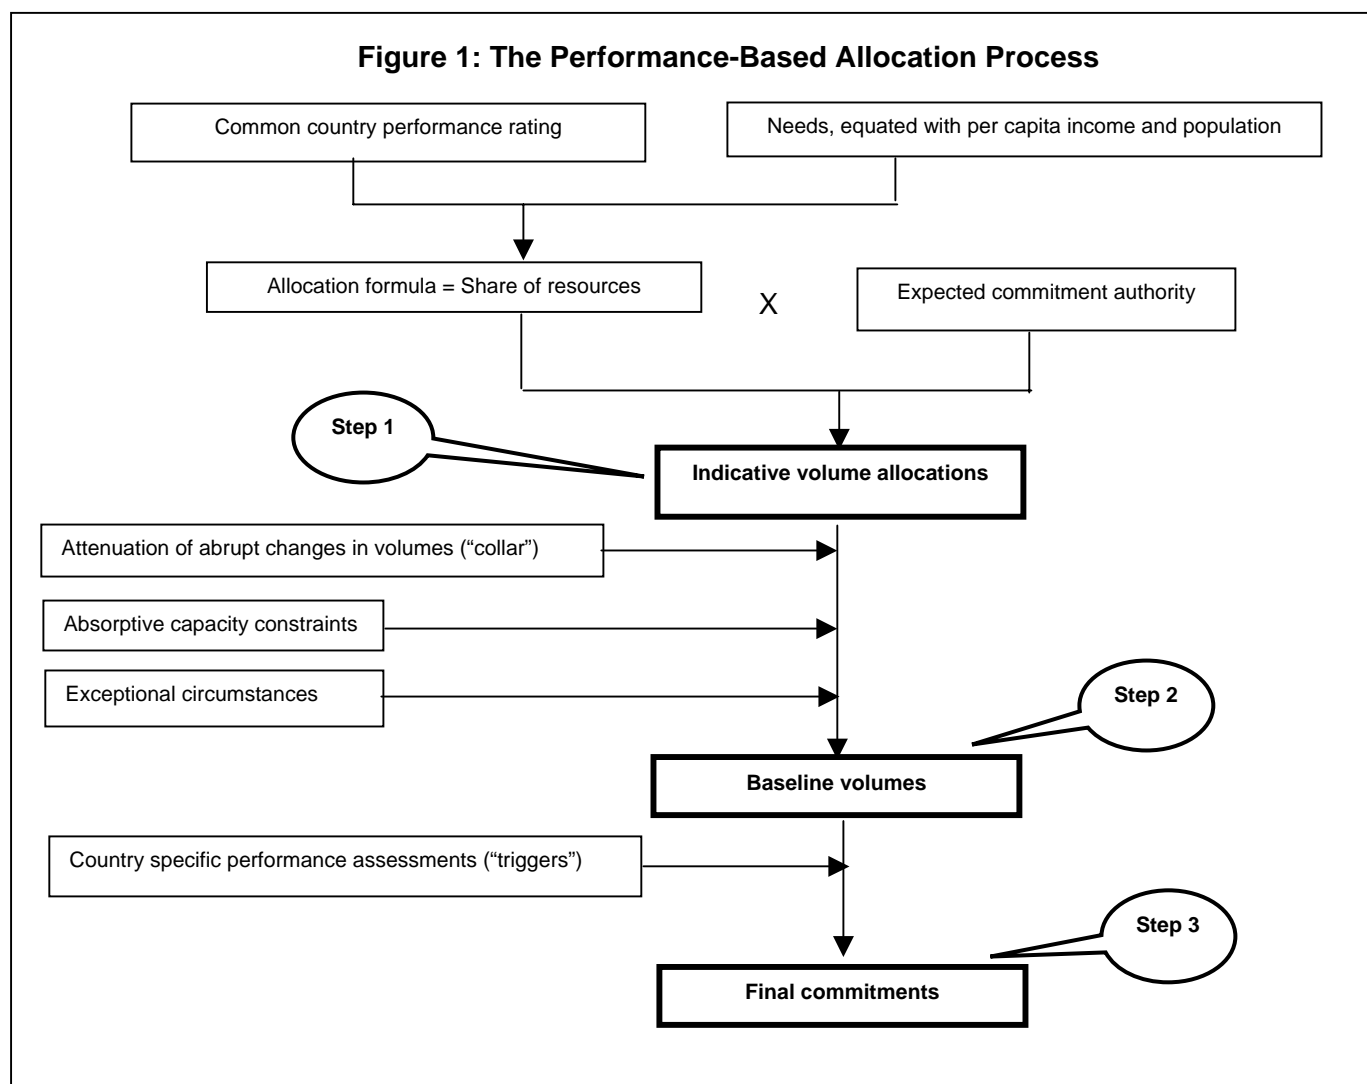 Figure 1: The Performance-Based Allocation Process
Common country performance rating
Needs, equated with per capita income and population
Allocation formula = Share of resources
X
Expected commitment authority
Step 1
Indicative volume allocations
Attenuation of abrupt changes in volumes (“collar”)
Absorptive capacity constraints
Exceptional circumstances
Step 2
Baseline volumes
Country specific performance assessments (“triggers”)
Step 3
Final commitments